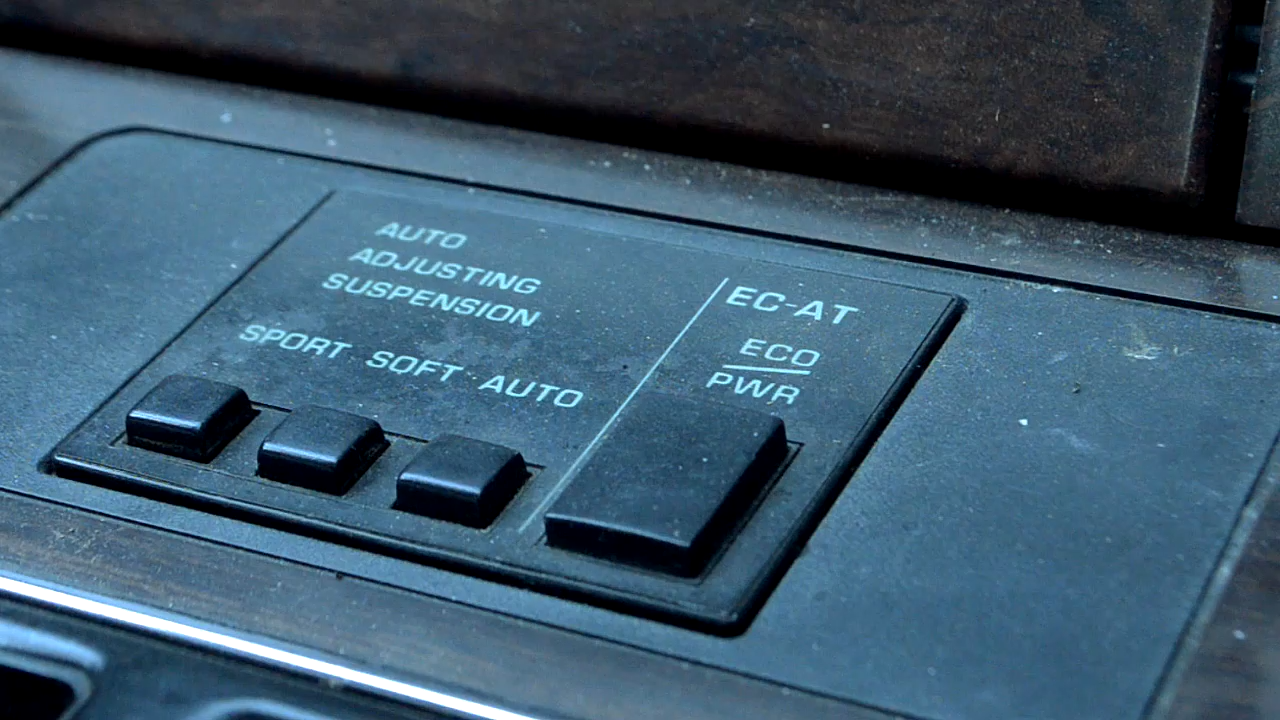 AUTO
ADJUSTING
SUSPENSION
SPORT SOFT AUTO
EC-AT
ECO
PWR